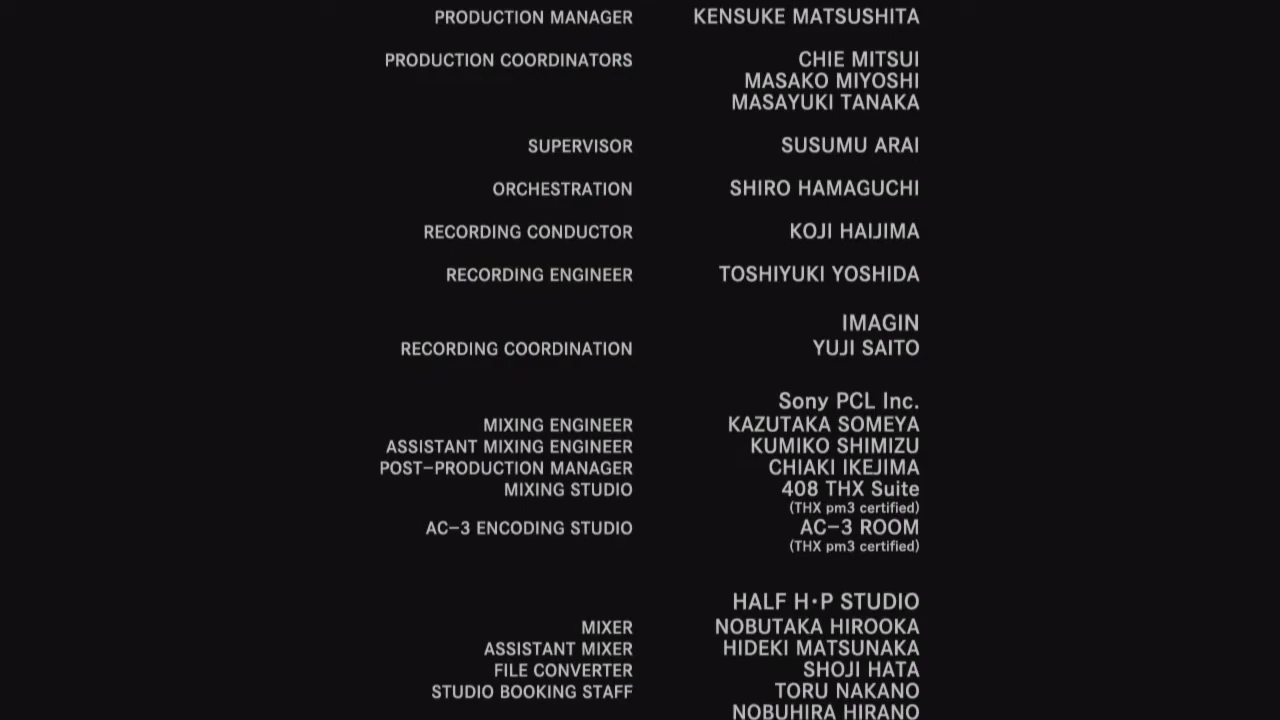 PRODUCTION MANAGER KENSUKE MATSUSHITA
PRODUCTION COORDINATORS CHIE MITSUI
MASAKO MIYOSHI
MASAYUKI TANAKA
SUPERVISOR SUSUMU ARAI
ORCHESTRATION SHIRO HAMAGUCHI
RECORDING CONDUCTOR KOJI HAIJIMA
RECORDING ENGINEER TOSHIYUKI YOSHIDA
IMAGIN
RECORDING COORDINATION YUJI SAITO
Sony PCL Inc.
MIXING ENGINEER KAZUTAKA SOMEYA
ASSISTANT MIXING ENGINEER KUMIKO SHIMIZU
POST-PRODUCTION MANAGER CHIAKI IKEJIMA
MIXING STUDIO 408 THX Suite
(THX pm3 certified)
AC-3 ENCODING STUDIO AC-3 ROOM
(THX pm3 certified)
HALF H・P STUDIO
MIXER NOBUTAKA HIROOKA
ASSISTANT MIXER HIDEKI MATSUNAKA
FILE CONVERTER SHOJI HATA
STUDIO BOOKING STAFF TORU NAKANO
NOBUHIRA HIRANO